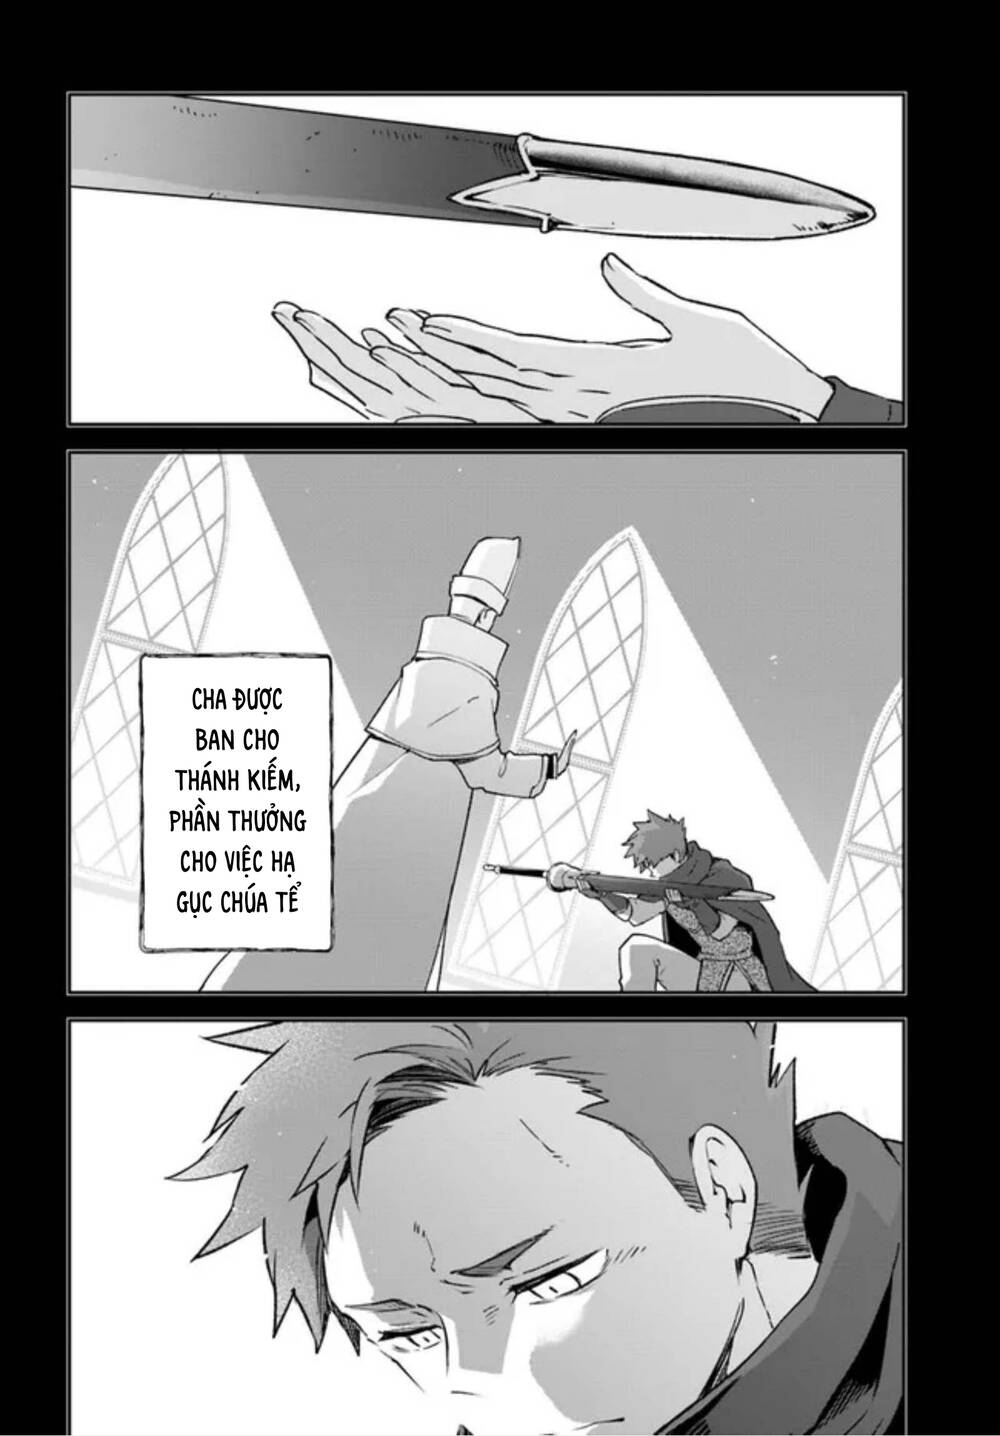 CHA ĐƯỢC
BAN CHO
THÁNH KIẾM,
PHẦN THƯỞNG
CHO VIỆC HẠ
GỤC CHÚA TỂ